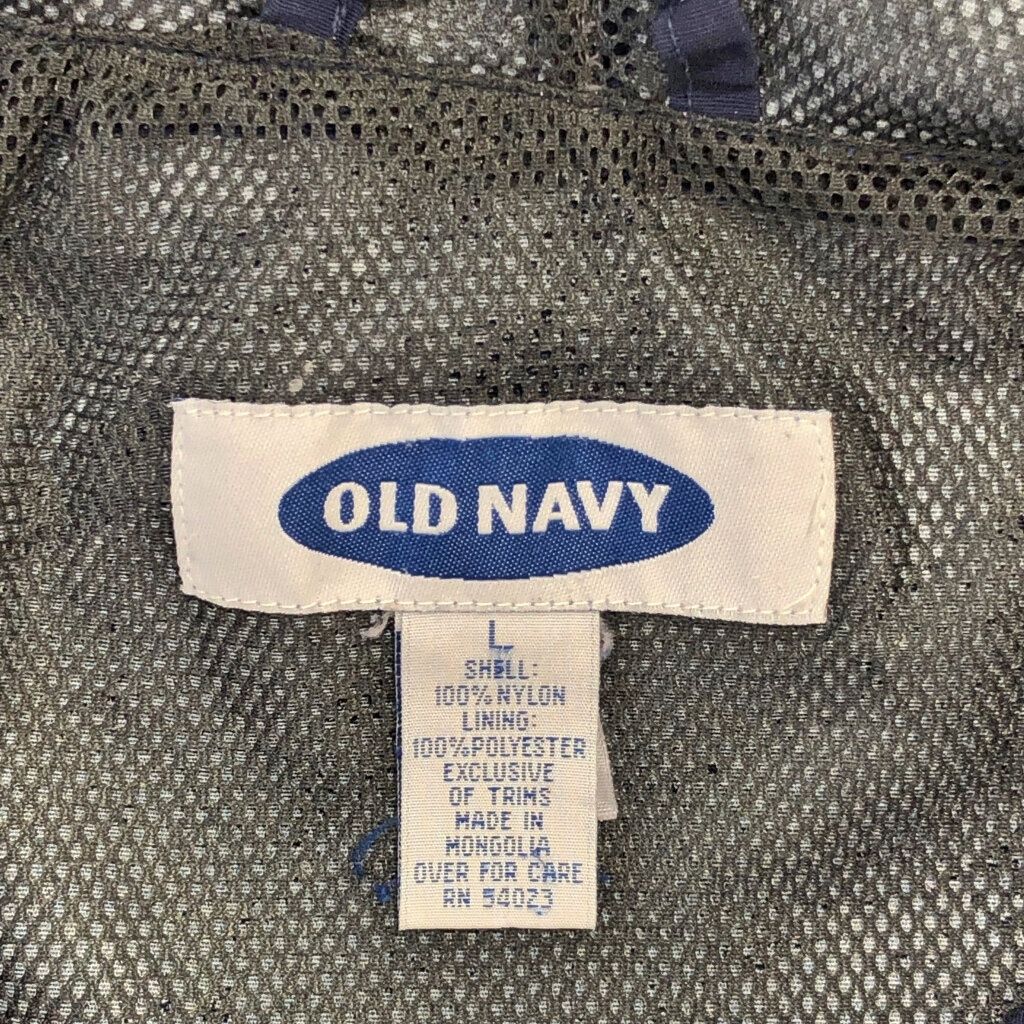 OLD NAVY
L
SHELL:
100% NYLON
LINING:
100% POLYESTER
EXCLUSIVE
OF TRIMS
MADE IN
MONGOLIA
OVER FOR CARE
RN 54023